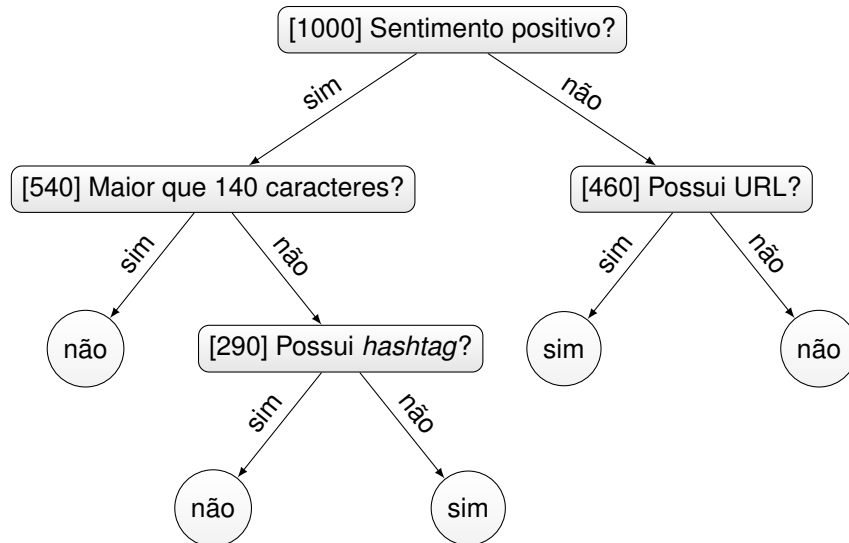 [1000] Sentimento positivo?
sim
não
[540] Maior que 140 caracteres?
[460] Possui URL?
sim
não
sim
não
não
[290] Possui hashtag?
sim
não
sim
não
não
sim